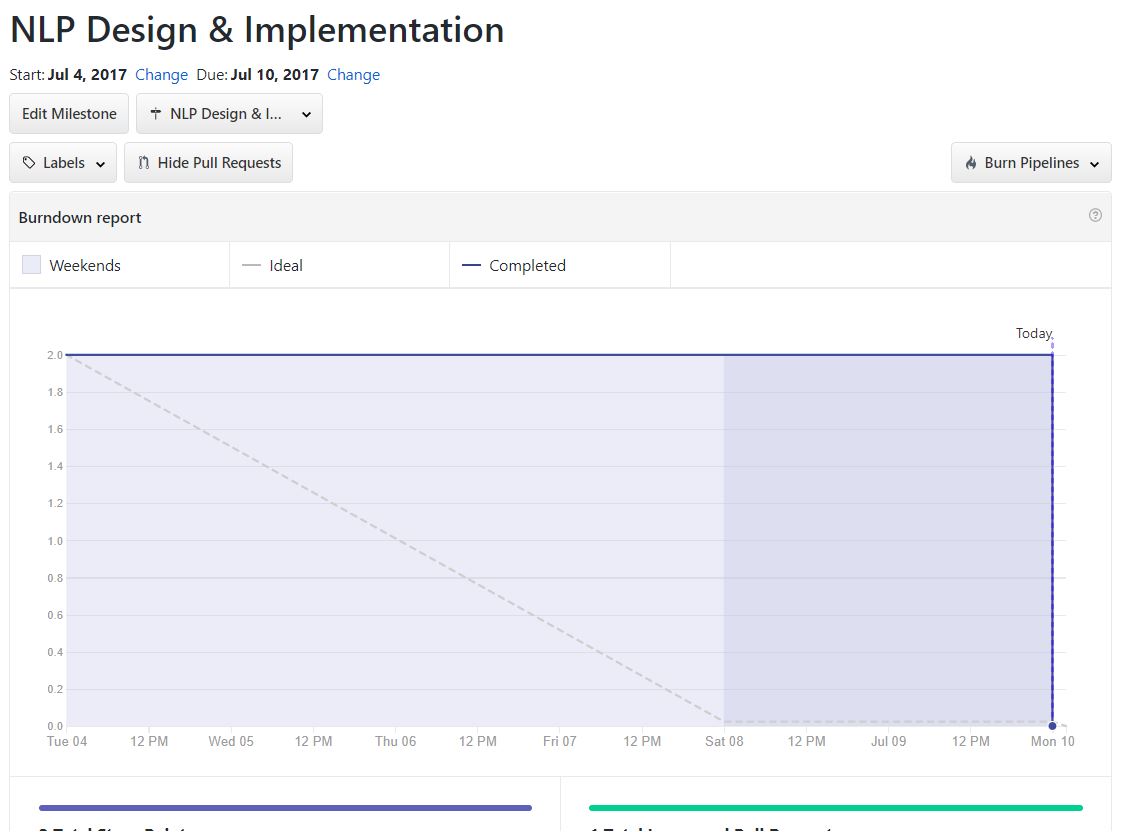 NLP Design & Implementation
Start: Jul 4, 2017 Change Due: Jul 10, 2017 Change
Edit Milestone NLP Design & I...
Labels Hide Pull Requests Burn Pipelines
Burndown report
Weekends Ideal Completed
Today
2.0
1.8
1.6
1.4
1.2
1.0
0.8
0.6
0.4
0.2
0.0
Tue 04 12 PM Wed 05 12 PM Thu 06 12 PM Fri 07 12 PM Sat 08 12 PM Jul 09 12 PM Mon 10